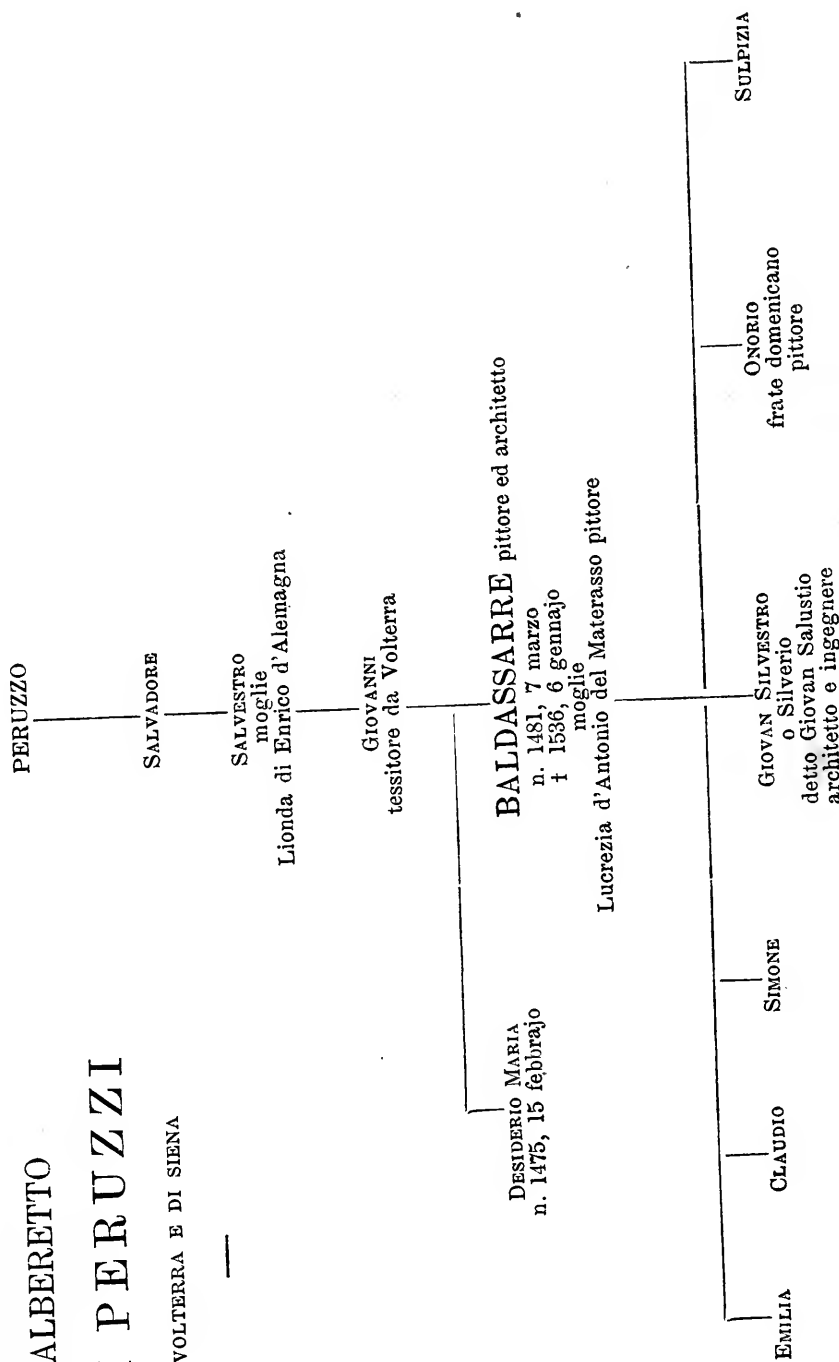 ALBERETTO
PERUZZI
VOLTERRA E DI SIENA
PERUZZO
SALVADORE
SALVESTRO
moglie
Lionda di Enrico d'Alemagna
GIOVANNI
tessitore da Volterra
DESIDERIO MARIA
n. 1475, 15 febbrajo
BALDASSARRE pittore ed architetto
n. 1481, 7 marzo
† 1536, 6 gennajo
moglie
Lucrezia d'Antonio del Materasso pittore
EMILIA
CLAUDIO
SIMONE
GIOVAN SILVESTRO
o Silverio
detto Giovan Salustio
architetto e ingegnere
ONORIO
frate domenicano
pittore
SULPIZIA